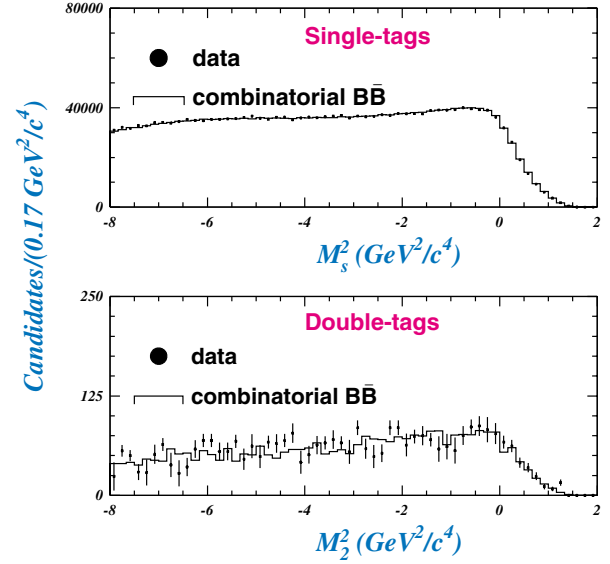 Candidates/(0.17 GeV²/c⁴)
80000
Single-tags
data
combinatorial BB̄
40000
0
-8 -6 -4 -2 0 2
M²ₛ (GeV²/c⁴)
250
Double-tags
data
combinatorial BB̄
125
0
-8 -6 -4 -2 0 2
M²₂ (GeV²/c⁴)